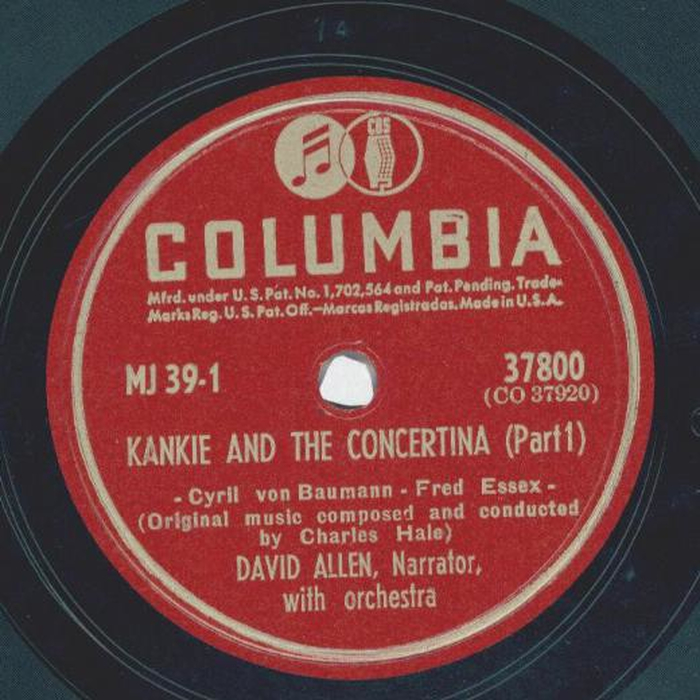 14
CBS
COLUMBIA
Mfrd. under U. S. Pat. No. 1,702,564 and Pat. Pending. Trade-
Marks Reg. U. S. Pat. Off.—Marcas Registradas. Made in U.S.A.
MJ 39-1
37800
(CO 37920)
KANKIE AND THE CONCERTINA (Part 1)
- Cyril von Baumann - Fred Essex -
(Original music composed and conducted
by Charles Hale)
DAVID ALLEN, Narrator,
with orchestra